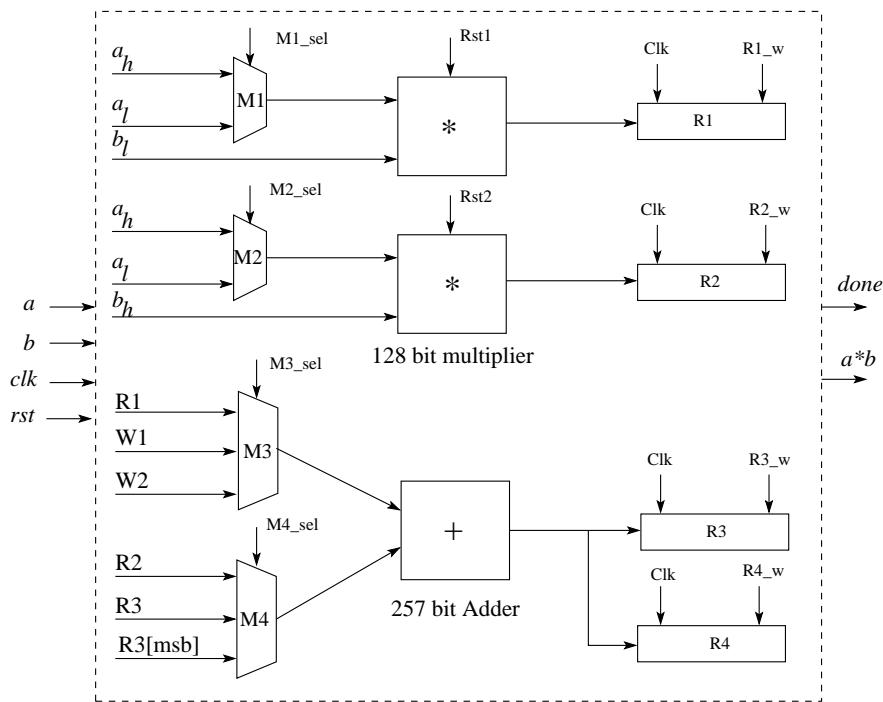 M1_sel
Rst1
Clk
R1_w
a_h
a_l
b_l
M1
*
R1
M2_sel
Rst2
Clk
R2_w
a_h
a_l
b_h
M2
*
R2
128 bit multiplier
a
b
clk
rst
done
a*b
M3_sel
R1
W1
W2
M3
Clk
R3_w
+
R3
M4_sel
R2
R3
R3[msb]
M4
257 bit Adder
Clk
R4_w
R4